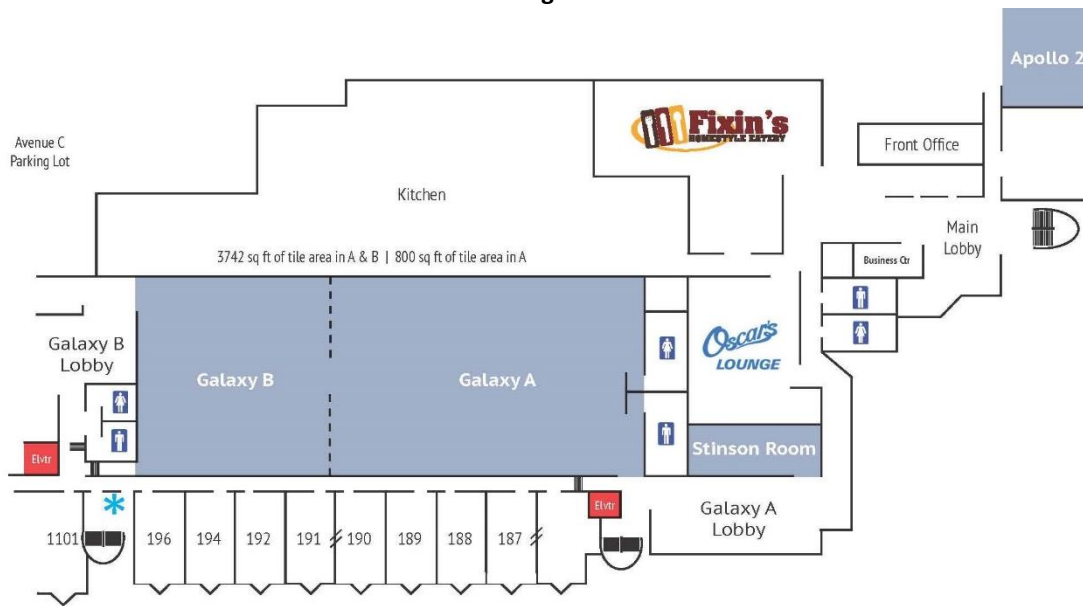 Apollo 2
Avenue C
Parking Lot
Fixin's
HOMESTYLE EATERY
Front Office
Kitchen
Main
Lobby
3742 sq ft of tile area in A & B | 800 sq ft of tile area in A
Business Ctr
Galaxy B
Lobby
Oscar's
LOUNGE
Galaxy B
Galaxy A
Stinson Room
Elvtr
Elvtr
*
Galaxy A
Lobby
1101
196
194
192
191
190
189
188
187